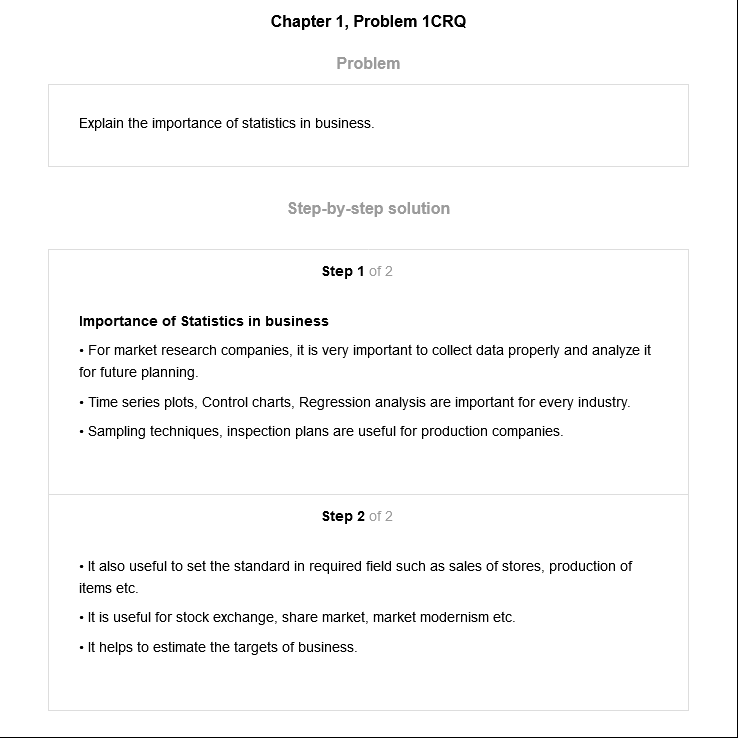 Chapter 1, Problem 1CRQ
Problem
Explain the importance of statistics in business.
Step-by-step solution
Step 1 of 2
Importance of Statistics in business
• For market research companies, it is very important to collect data properly and analyze it
for future planning.
• Time series plots, Control charts, Regression analysis are important for every industry.
• Sampling techniques, inspection plans are useful for production companies.
Step 2 of 2
• It also useful to set the standard in required field such as sales of stores, production of
items etc.
• It is useful for stock exchange, share market, market modernism etc.
• It helps to estimate the targets of business.